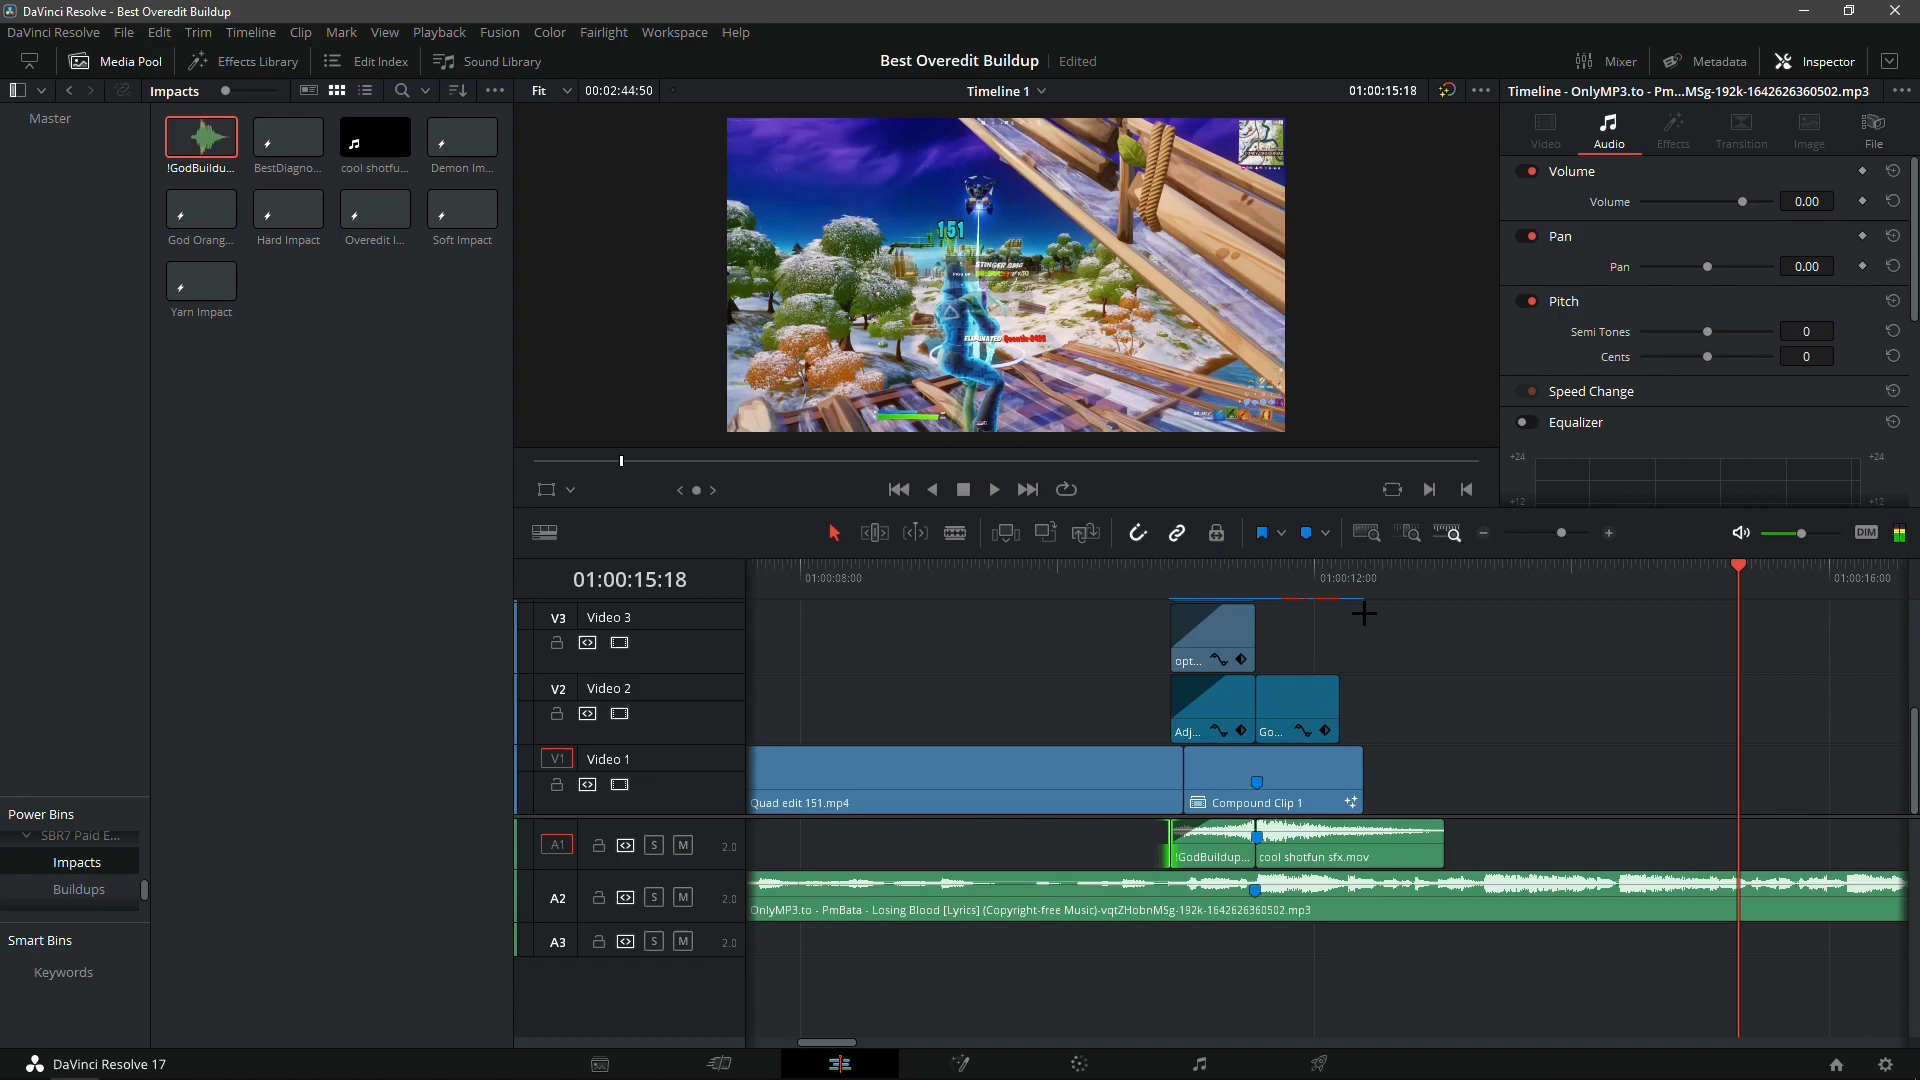 DaVinci Resolve - Best Overedit Buildup
DaVinci Resolve File Edit Trim Timeline Clip Mark View Playback Fusion Color Fairlight Workspace Help
Media Pool Effects Library Edit Index Sound Library Best Overedit Buildup Edited Mixer Metadata Inspector
Impacts Fit 00:02:44:50 Timeline 1 01:00:15:18 Timeline - OnlyMP3.to - Pm...MSg-192k-1642626360502.mp3
Master
!GodBuildu... BestDiagno... cool shotfu... Demon Im...
God Orang... Hard Impact Overedit I... Soft Impact
Yarn Impact
Video Audio Effects Transition Image File
Volume
Volume 0.00
Pan
Pan 0.00
Pitch
Semi Tones 0
Cents 0
Speed Change
Equalizer
+24 +24
+12 +12
151
STINGER SMG
ELIMINATED
DIM
01:00:15:18
01:00:08:00 01:00:12:00 01:00:16:00
V3 Video 3
opt...
V2 Video 2
Adj... Go...
V1 Video 1
Quad edit 151.mp4 Compound Clip 1
A1 S M 2.0
!GodBuildup... cool shotfun sfx.mov
A2 S M 2.0
OnlyMP3.to - PmBata - Losing Blood [Lyrics] (Copyright-free Music)-vqtZHobnMSg-192k-1642626360502.mp3
A3 S M 2.0
Power Bins
SBR7 Paid E...
Impacts
Buildups
Smart Bins
Keywords
DaVinci Resolve 17